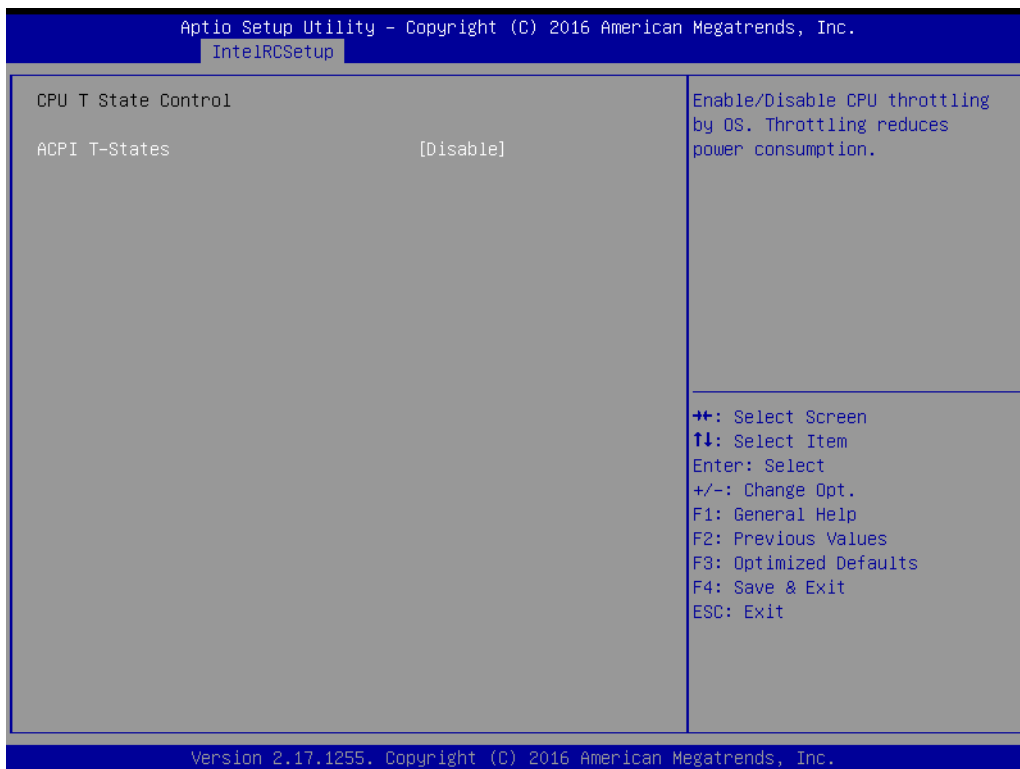 Aptio Setup Utility – Copyright (C) 2016 American Megatrends, Inc.
IntelRCSetup
CPU T State Control
ACPI T-States [Disable]
Enable/Disable CPU throttling
by OS. Throttling reduces
power consumption.
→←: Select Screen
↑↓: Select Item
Enter: Select
+/-: Change Opt.
F1: General Help
F2: Previous Values
F3: Optimized Defaults
F4: Save & Exit
ESC: Exit
Version 2.17.1255. Copyright (C) 2016 American Megatrends, Inc.